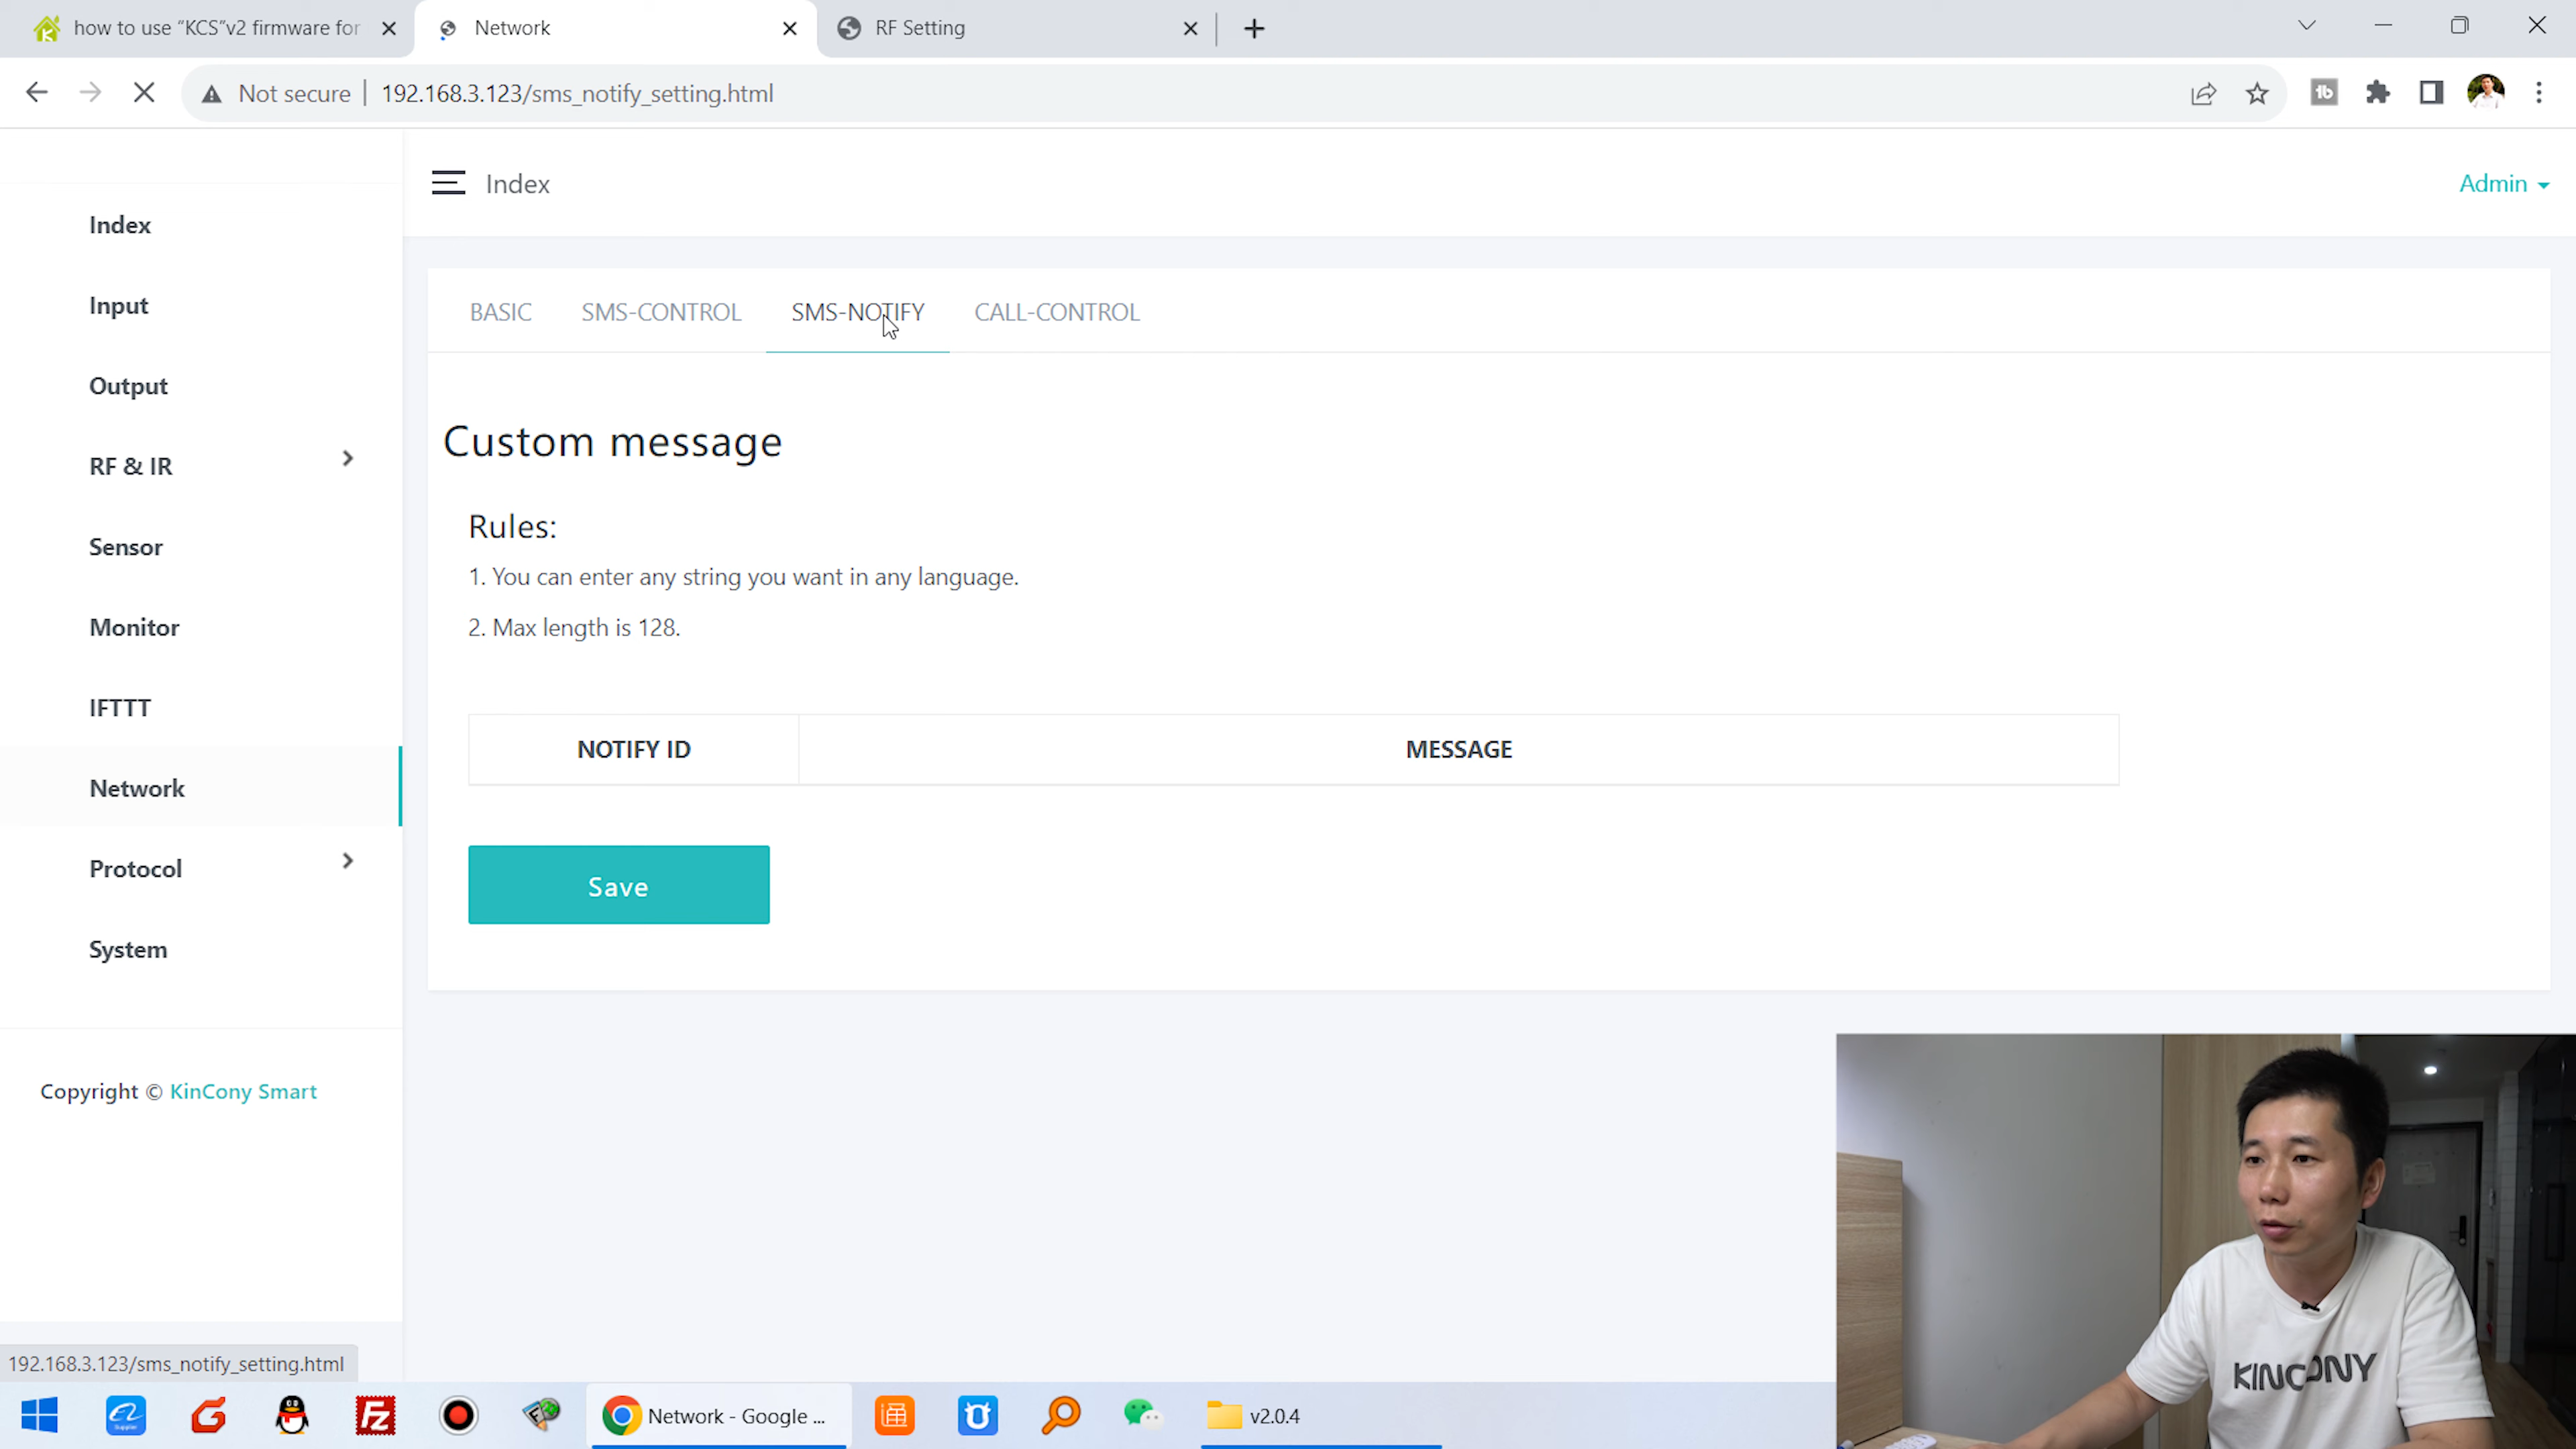 how to use “KCS”v2 firmware for
Network
RF Setting
Not secure
192.168.3.123/sms_notify_setting.html
Index
Admin
Index
Input
Output
RF & IR
Sensor
Monitor
IFTTT
Network
Protocol
System
Copyright © KinCony Smart
BASIC
SMS-CONTROL
SMS-NOTIFY
CALL-CONTROL
Custom message
Rules:
1. You can enter any string you want in any language.
2. Max length is 128.
NOTIFY ID
MESSAGE
Save
KINCONY
192.168.3.123/sms_notify_setting.html
Network - Google ...
v2.0.4